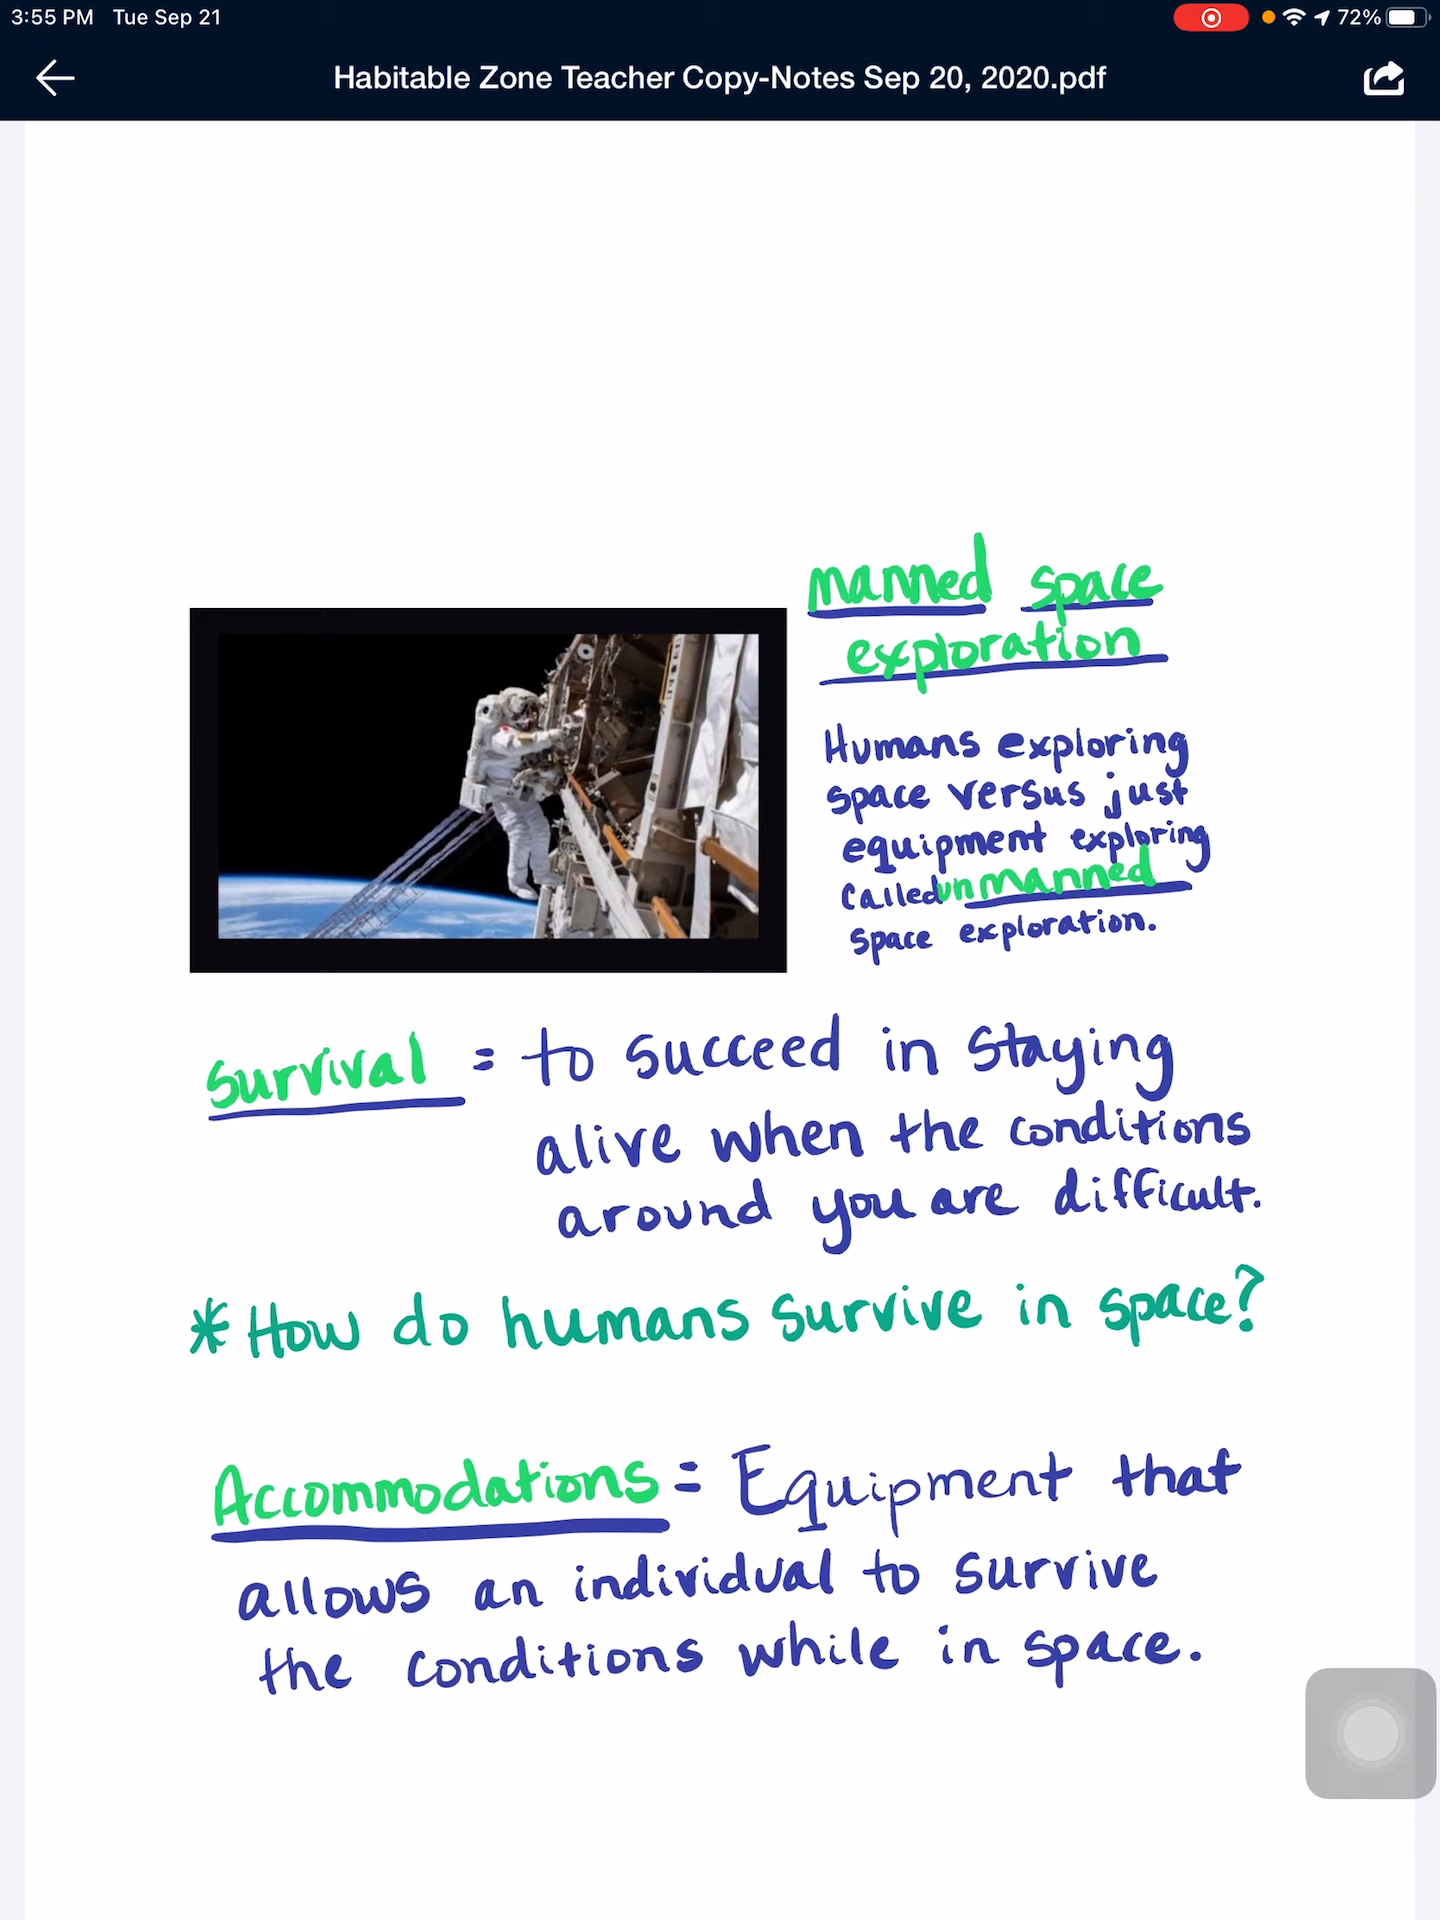 3:55 PM Tue Sep 21
72%
Habitable Zone Teacher Copy-Notes Sep 20, 2020.pdf
manned space
exploration
Humans exploring
space versus just
equipment exploring
called unmanned
space exploration.
Survival = to succeed in staying
alive when the conditions
around you are difficult.
*How do humans survive in space?
Accommodations = Equipment that
allows an individual to survive
the conditions while in space.